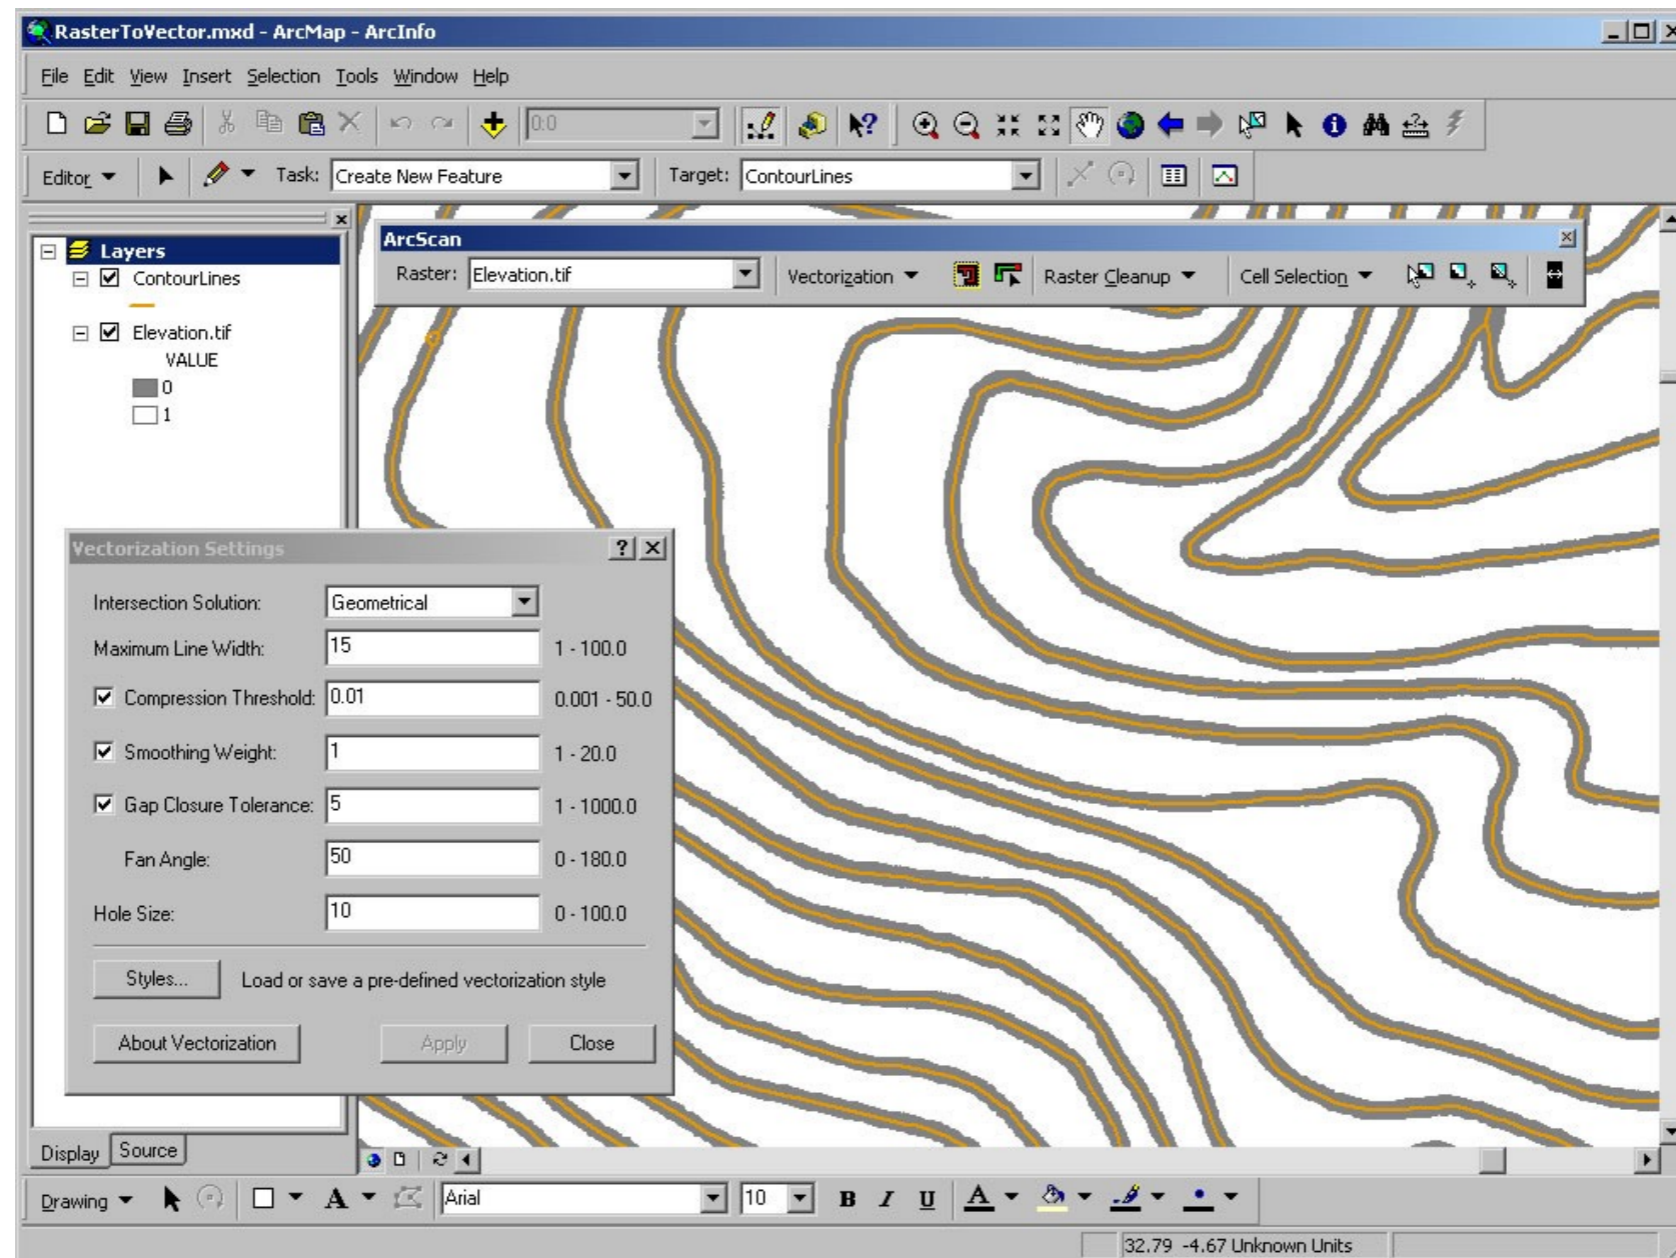 RasterToVector.mxd - ArcMap - ArcInfo
File Edit View Insert Selection Tools Window Help
0:0
Editor Task: Create New Feature Target: ContourLines
Layers
ContourLines
Elevation.tif
VALUE
0
1
ArcScan
Raster: Elevation.tif Vectorization Raster Cleanup Cell Selection
Vectorization Settings
Intersection Solution: Geometrical
Maximum Line Width: 15 1 - 100.0
Compression Threshold: 0.01 0.001 - 50.0
Smoothing Weight: 1 1 - 20.0
Gap Closure Tolerance: 5 1 - 1000.0
Fan Angle: 50 0 - 180.0
Hole Size: 10 0 - 100.0
Styles... Load or save a pre-defined vectorization style
About Vectorization Apply Close
Display Source
Drawing A Arial 10 B I U A
32.79 -4.67 Unknown Units